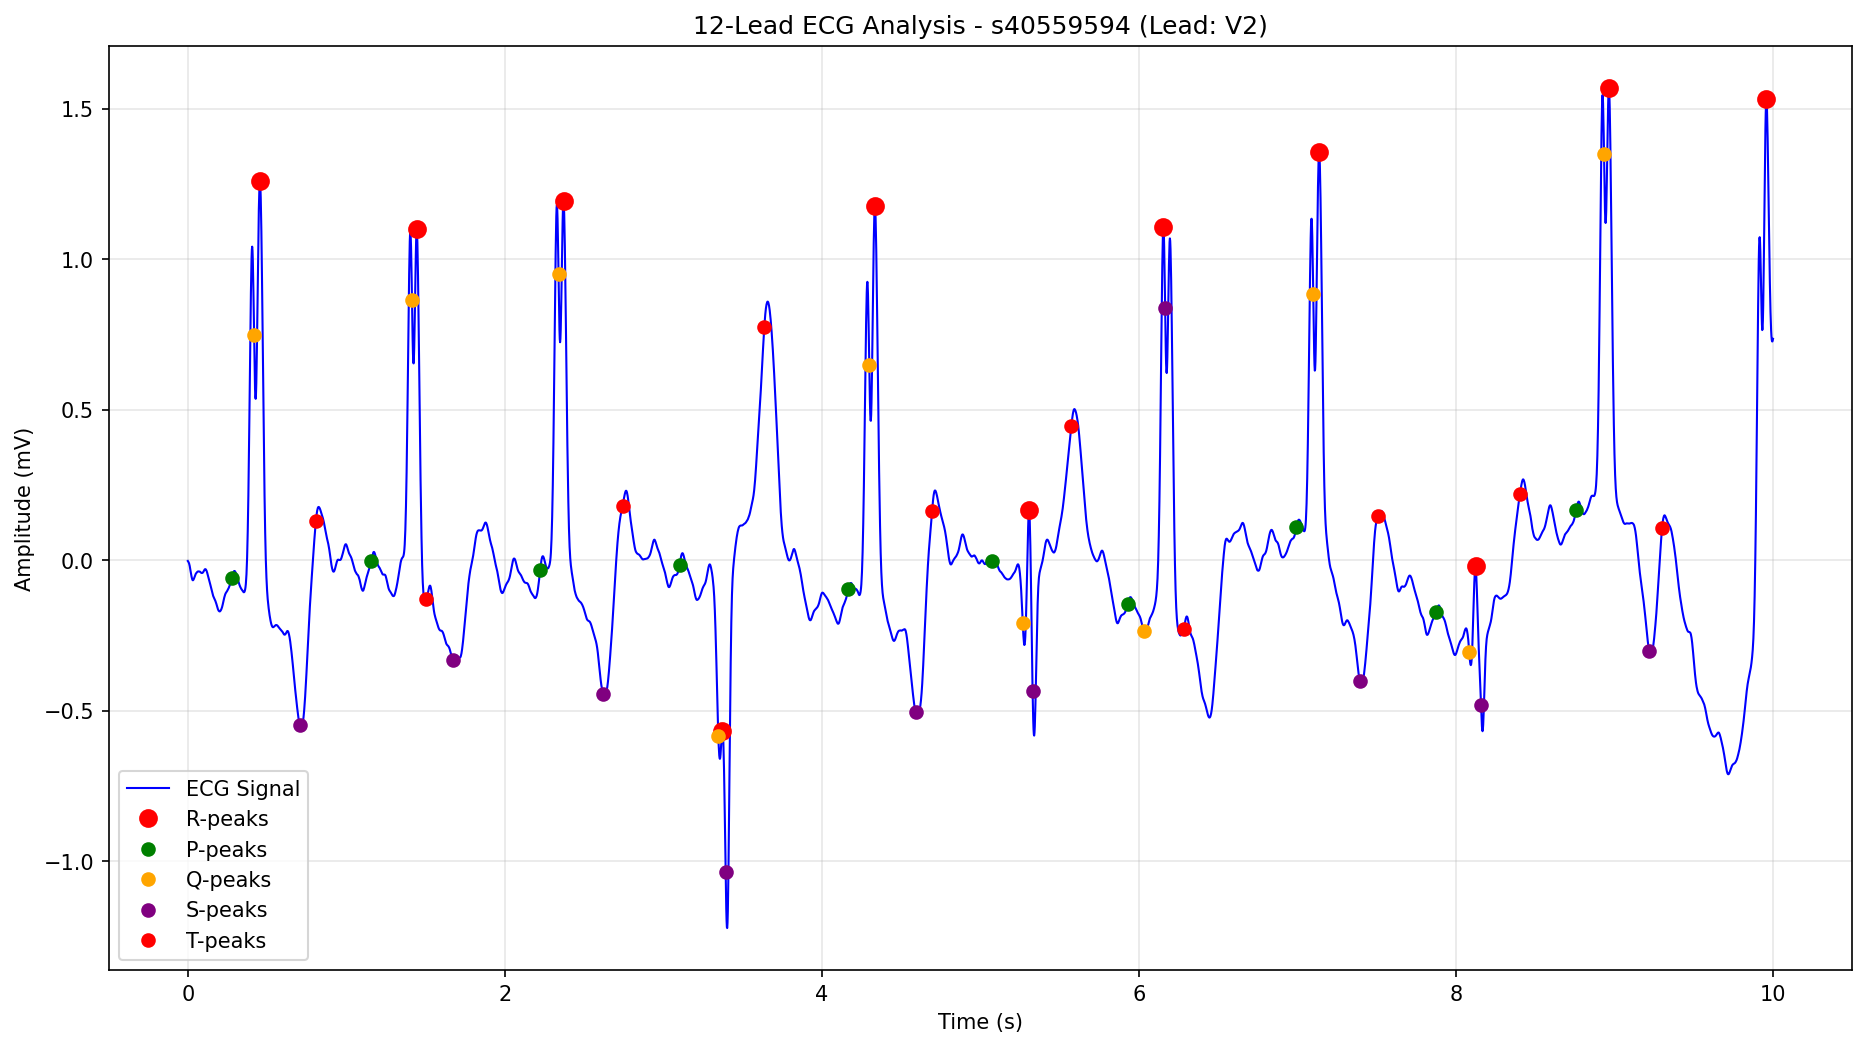 12-Lead ECG Analysis - s40559594 (Lead: V2)
Amplitude (mV)
1.5
1.0
0.5
0.0
−0.5
−1.0
ECG Signal
R-peaks
P-peaks
Q-peaks
S-peaks
T-peaks
0 2 4 6 8 10
Time (s)